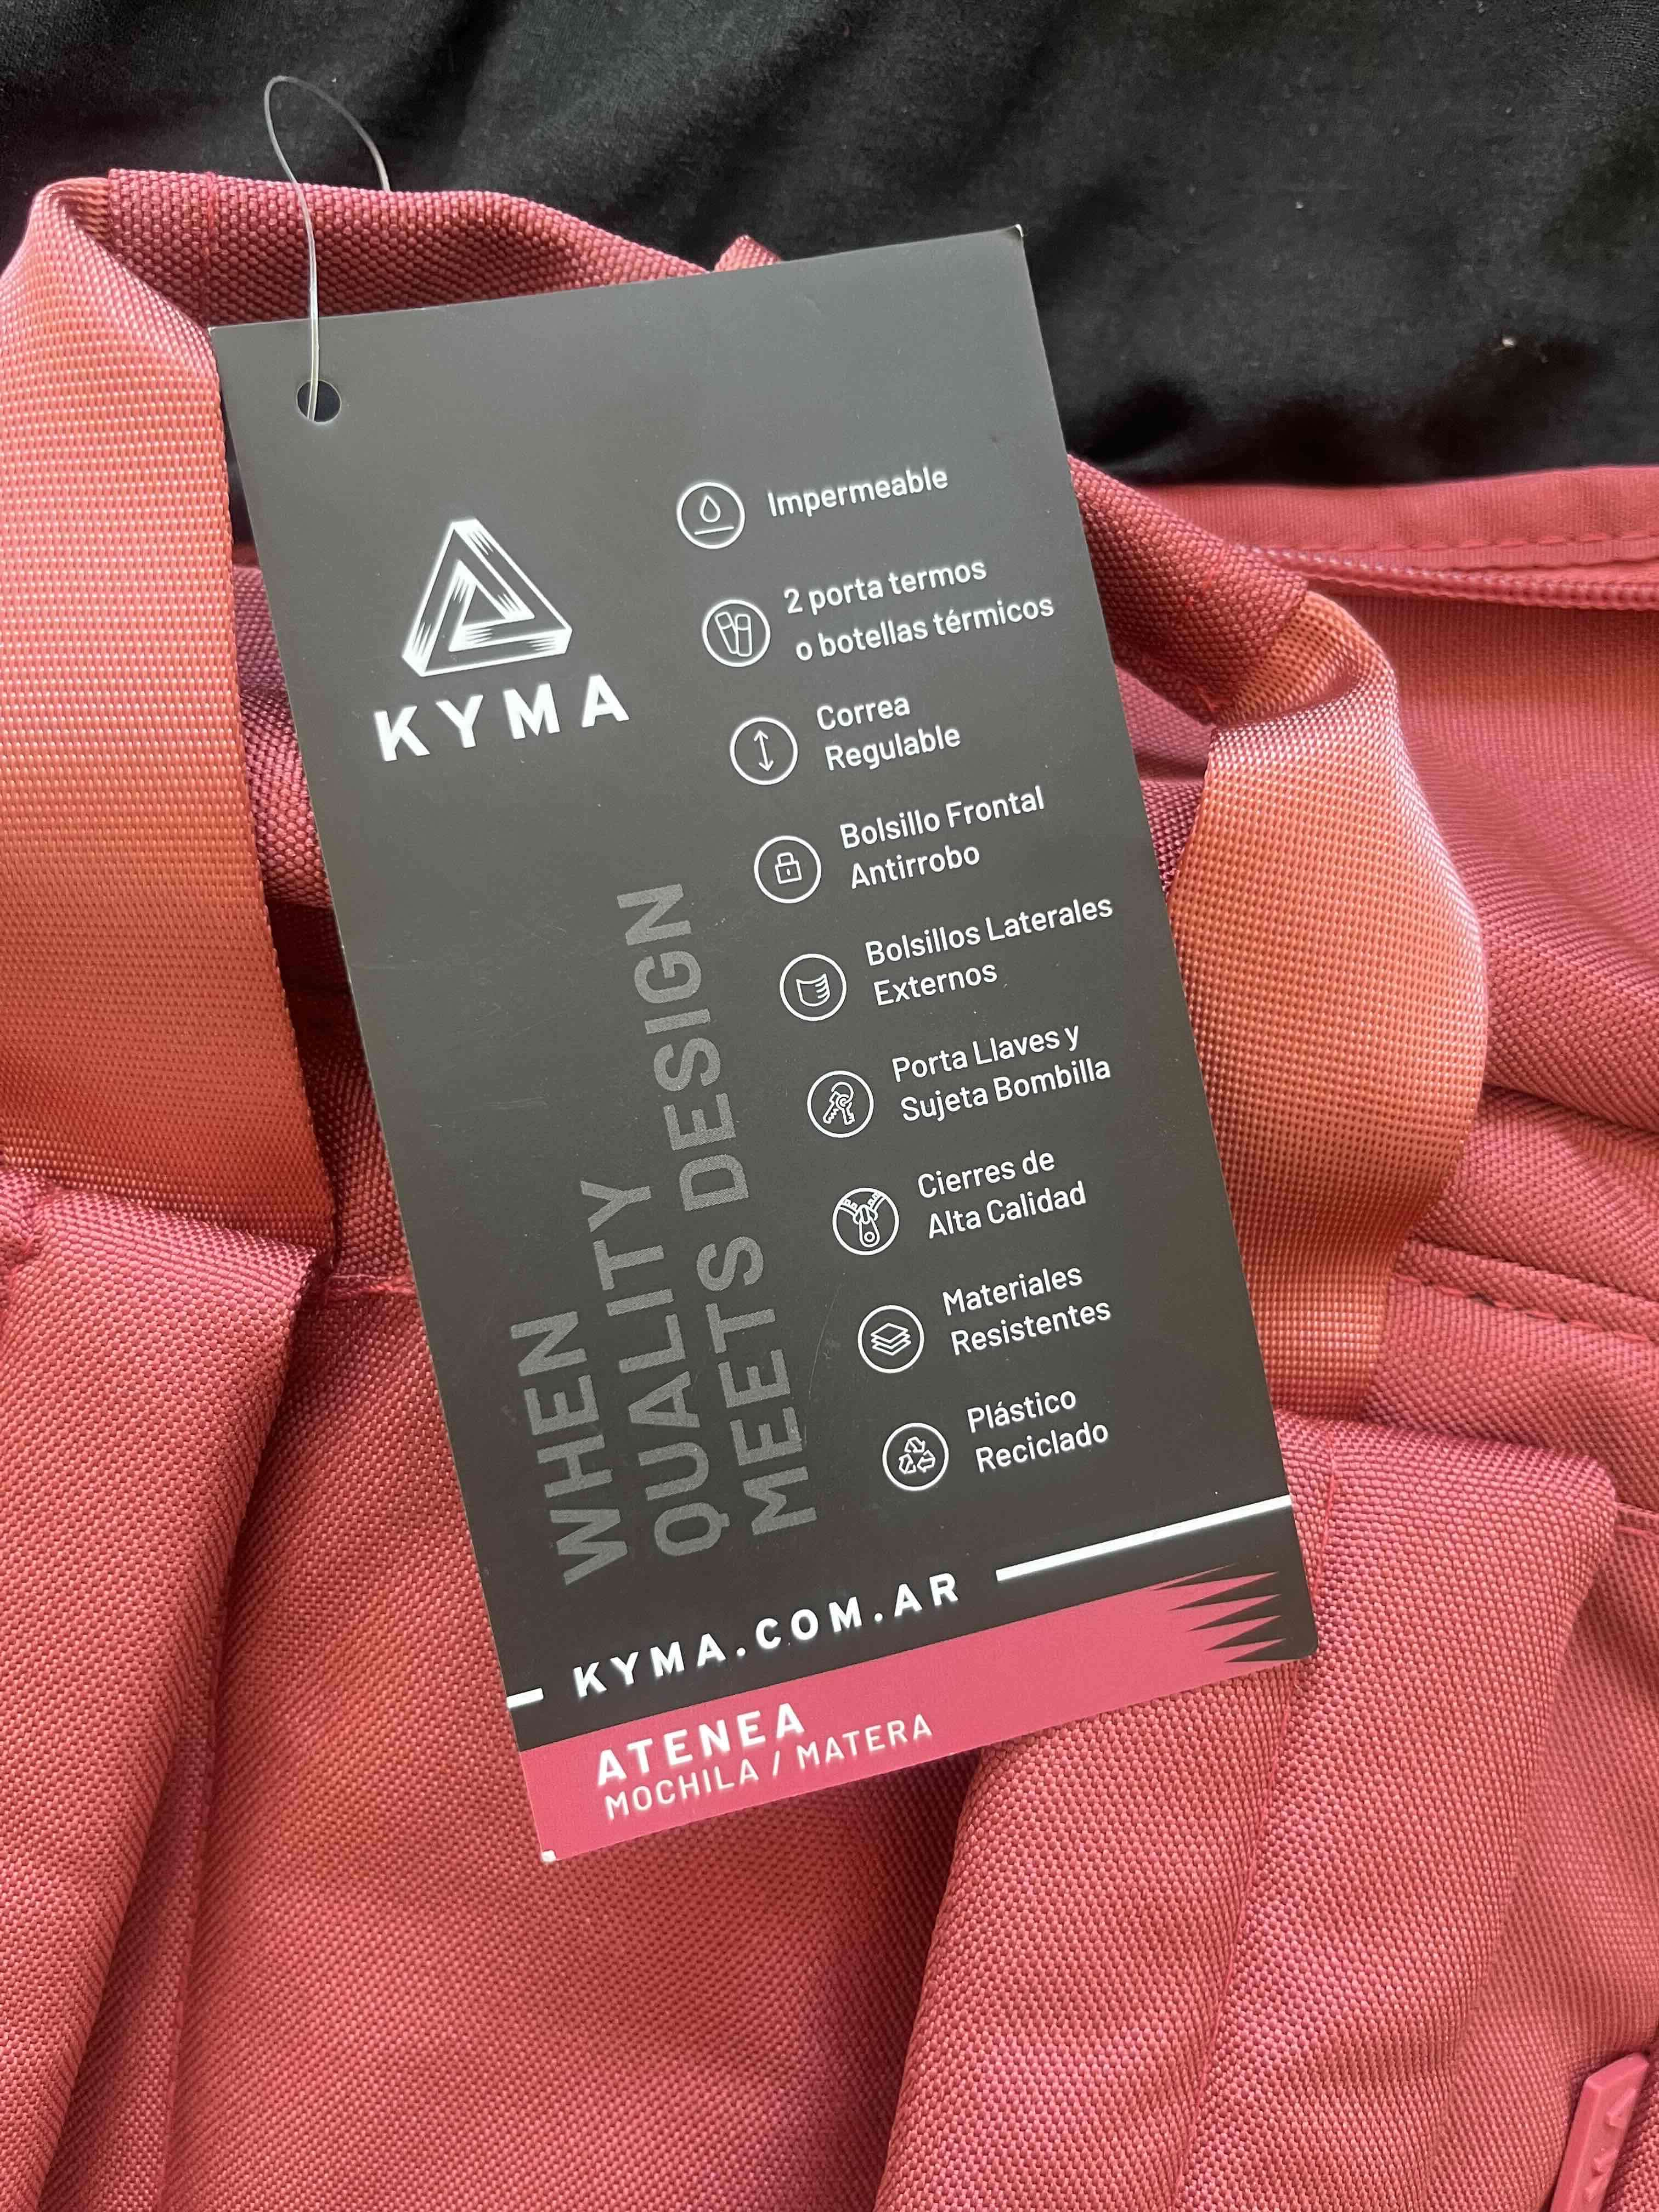 KYMA
WHEN
QUALITY
MEETS DESIGN
Impermeable
2 porta termos
o botellas térmicos
Correa
Regulable
Bolsillo Frontal
Antirrobo
Bolsillos Laterales
Externos
Porta Llaves y
Sujeta Bombilla
Cierres de
Alta Calidad
Materiales
Resistentes
Plástico
Reciclado
KYMA.COM.AR
ATENEA
MOCHILA / MATERA